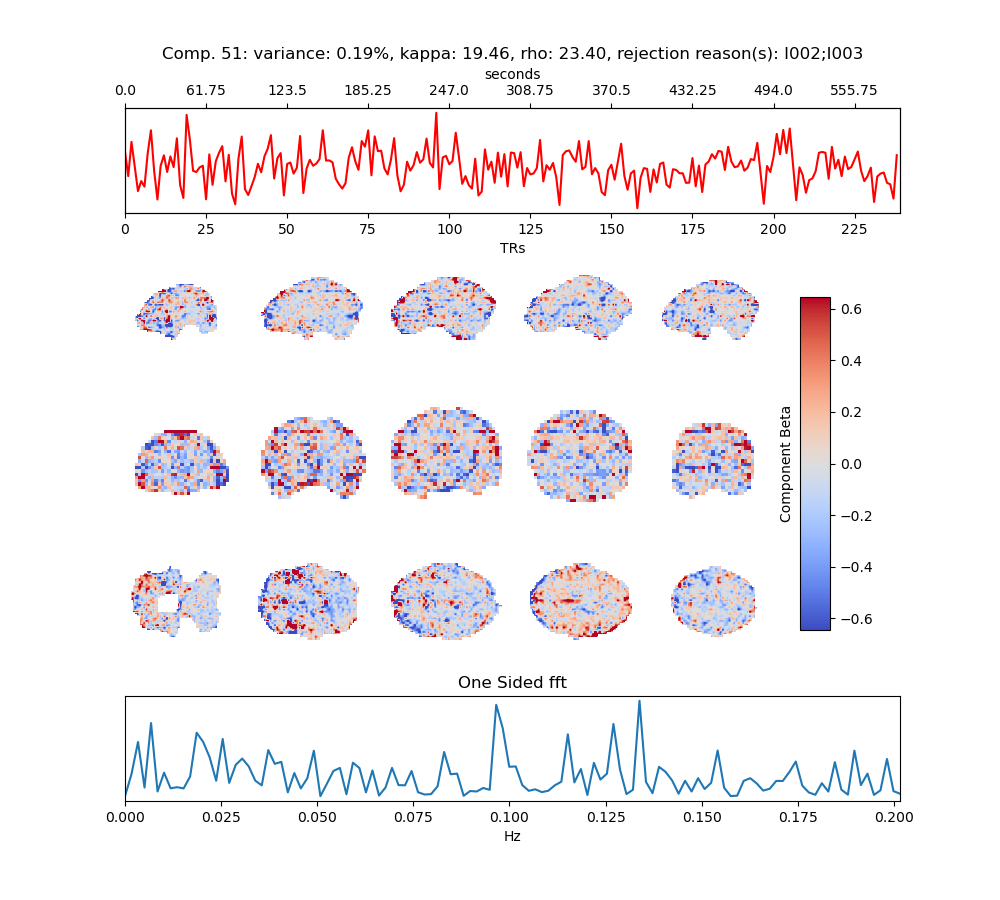 Comp. 51: variance: 0.19%, kappa: 19.46, rho: 23.40, rejection reason(s): I002;I003
seconds
0.0 61.75 123.5 185.25 247.0 308.75 370.5 432.25 494.0 555.75
0 25 50 75 100 125 150 175 200 225
TRs
0.6
0.4
0.2
0.0
−0.2
−0.4
−0.6
Component Beta
One Sided fft
0.000 0.025 0.050 0.075 0.100 0.125 0.150 0.175 0.200
Hz